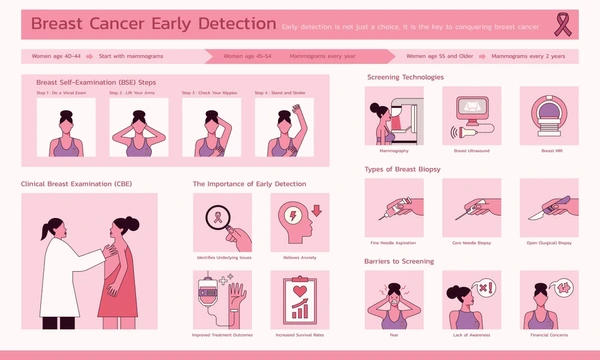 Breast Cancer Early Detection
Early detection is not just a choice, it is the key to conquering breast cancer
Women age 40-44
Start with mammograms
Women age 45-54
Mammograms every year
Women age 55 and Older
Mammograms every 2 years
Breast Self-Examination (BSE) Steps
Step 1 : Do a Visual Exam
Step 2 : Lift Your Arms
Step 3 : Check Your Nipples
Step 4 : Stand and Stroke
Screening Technologies
Mammography
Breast Ultrasound
Breast MRI
Clinical Breast Examination (CBE)
The Importance of Early Detection
Identifies Underlying Issues
Relieves Anxiety
Improved Treatment Outcomes
Increased Survival Rates
Types of Breast Biopsy
Fine Needle Aspiration
Core Needle Biopsy
Open (Surgical) Biopsy
Barriers to Screening
Fear
Lack of Awareness
Financial Concerns